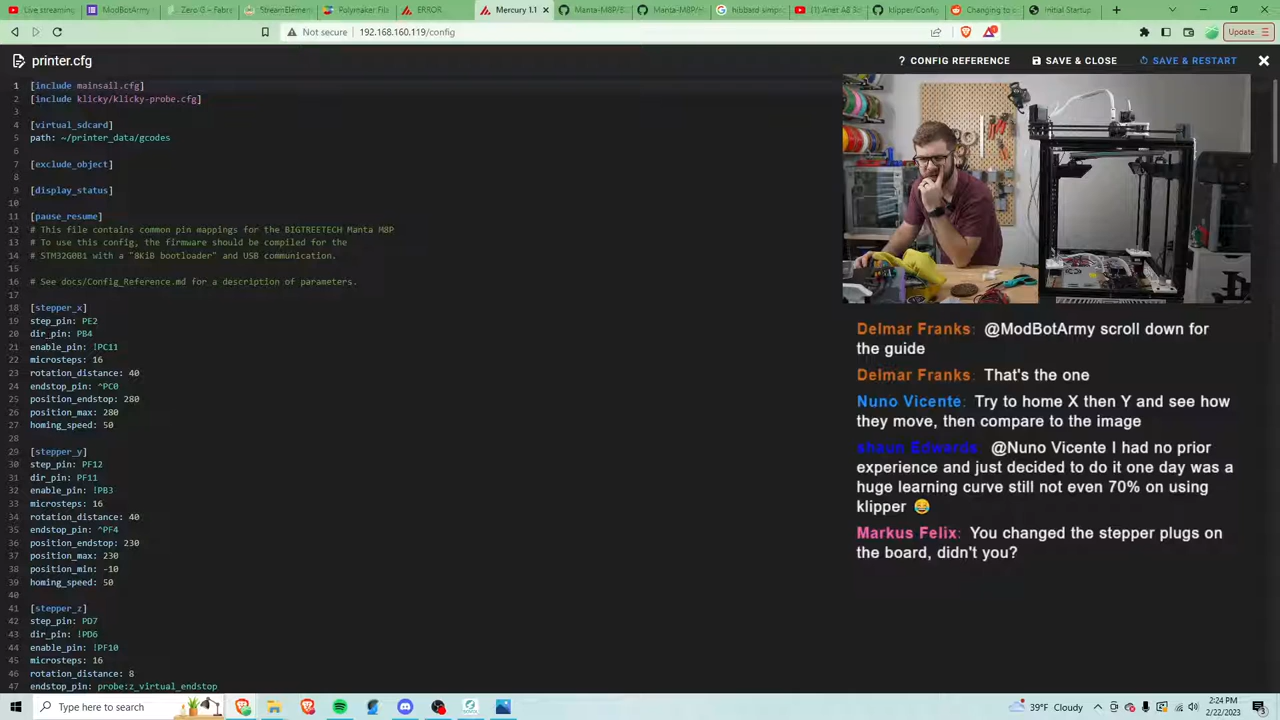 Live streaming
ModBotArmy
Zero G – Fabre
StreamElemen
Polymaker Fila
ERROR
Mercury 1.1
Manta-M8P/B
Manta-M8P/M
hibbard simpso
(1) Anet A8 3d
klipper/Config
Changing to s
Initial Startup
Not secure
192.168.160.119/config
Update
printer.cfg
? CONFIG REFERENCE
SAVE & CLOSE
SAVE & RESTART
1 [include mainsail.cfg]
2 [include klicky/klicky-probe.cfg]
3
4 [virtual_sdcard]
5 path: ~/printer_data/gcodes
6
7 [exclude_object]
8
9 [display_status]
10
11 [pause_resume]
12 # This file contains common pin mappings for the BIGTREETECH Manta M8P
13 # To use this config, the firmware should be compiled for the
14 # STM32G0B1 with a "8KiB bootloader" and USB communication.
15
16 # See docs/Config_Reference.md for a description of parameters.
17
18 [stepper_x]
19 step_pin: PE2
20 dir_pin: PB4
21 enable_pin: !PC11
22 microsteps: 16
23 rotation_distance: 40
24 endstop_pin: ^PC0
25 position_endstop: 280
26 position_max: 280
27 homing_speed: 50
28
29 [stepper_y]
30 step_pin: PF12
31 dir_pin: PF11
32 enable_pin: !PB3
33 microsteps: 16
34 rotation_distance: 40
35 endstop_pin: ^PF4
36 position_endstop: 230
37 position_max: 230
38 position_min: -10
39 homing_speed: 50
40
41 [stepper_z]
42 step_pin: PD7
43 dir_pin: !PD6
44 enable_pin: !PF10
45 microsteps: 16
46 rotation_distance: 8
47 endstop_pin: probe:z_virtual_endstop
Delmar Franks: @ModBotArmy scroll down for
the guide
Delmar Franks: That's the one
Nuno Vicente: Try to home X then Y and see how
they move, then compare to the image
shaun Edwards: @Nuno Vicente I had no prior
experience and just decided to do it one day was a
huge learning curve still not even 70% on using
klipper 😂
Markus Felix: You changed the stepper plugs on
the board, didn't you?
Type here to search
39°F Cloudy
2:24 PM
2/22/2023